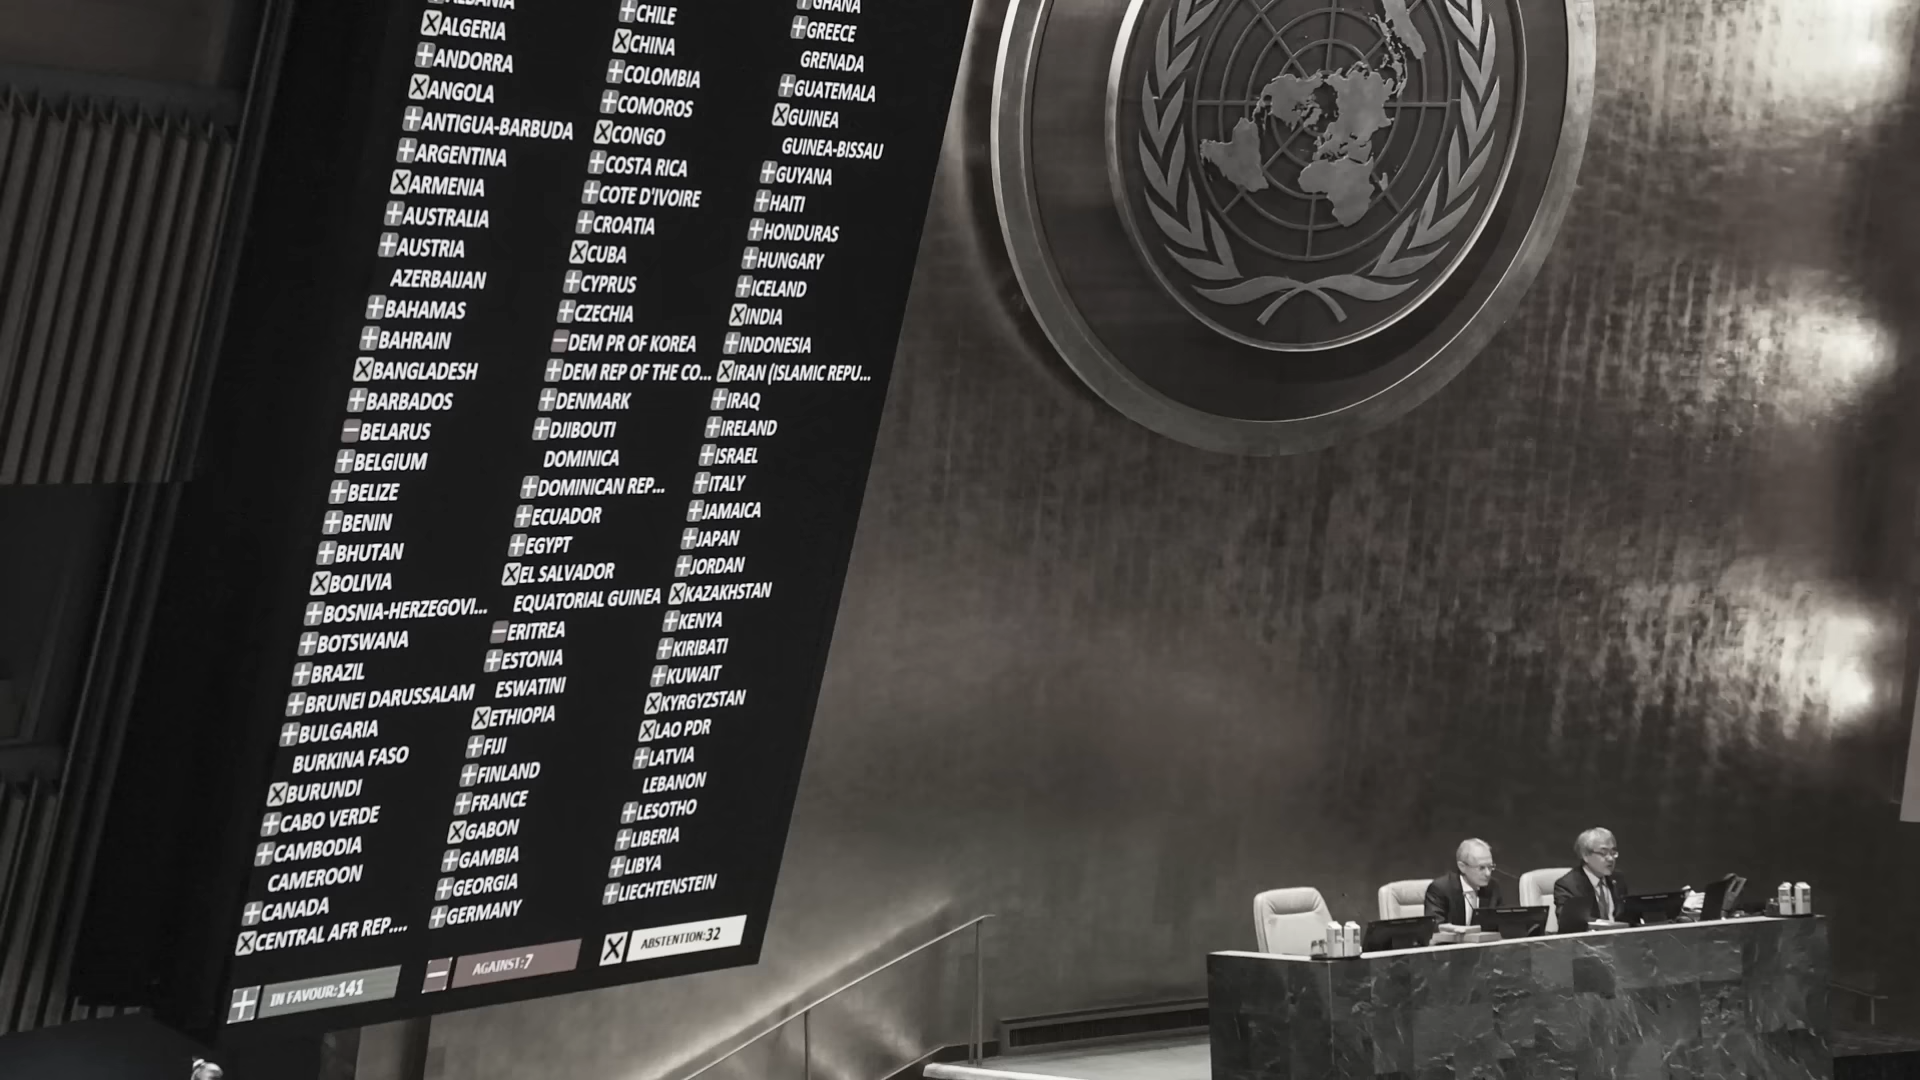 ALBANIA
ALGERIA
ANDORRA
ANGOLA
ANTIGUA-BARBUDA
ARGENTINA
ARMENIA
AUSTRALIA
AUSTRIA
AZERBAIJAN
BAHAMAS
BAHRAIN
BANGLADESH
BARBADOS
BELARUS
BELGIUM
BELIZE
BENIN
BHUTAN
BOLIVIA
BOSNIA-HERZEGOVI...
BOTSWANA
BRAZIL
BRUNEI DARUSSALAM
BULGARIA
BURKINA FASO
BURUNDI
CABO VERDE
CAMBODIA
CAMEROON
CANADA
CENTRAL AFR REP....
CHILE
CHINA
COLOMBIA
COMOROS
CONGO
COSTA RICA
COTE D'IVOIRE
CROATIA
CUBA
CYPRUS
CZECHIA
DEM PR OF KOREA
DEM REP OF THE CO...
DENMARK
DJIBOUTI
DOMINICA
DOMINICAN REP...
ECUADOR
EGYPT
EL SALVADOR
EQUATORIAL GUINEA
ERITREA
ESTONIA
ESWATINI
ETHIOPIA
FIJI
FINLAND
FRANCE
GABON
GAMBIA
GEORGIA
GERMANY
GHANA
GREECE
GRENADA
GUATEMALA
GUINEA
GUINEA-BISSAU
GUYANA
HAITI
HONDURAS
HUNGARY
ICELAND
INDIA
INDONESIA
IRAN (ISLAMIC REPU...
IRAQ
IRELAND
ISRAEL
ITALY
JAMAICA
JAPAN
JORDAN
KAZAKHSTAN
KENYA
KIRIBATI
KUWAIT
KYRGYZSTAN
LAO PDR
LATVIA
LEBANON
LESOTHO
LIBERIA
LIBYA
LIECHTENSTEIN
IN FAVOUR:141
AGAINST:7
ABSTENTION:32